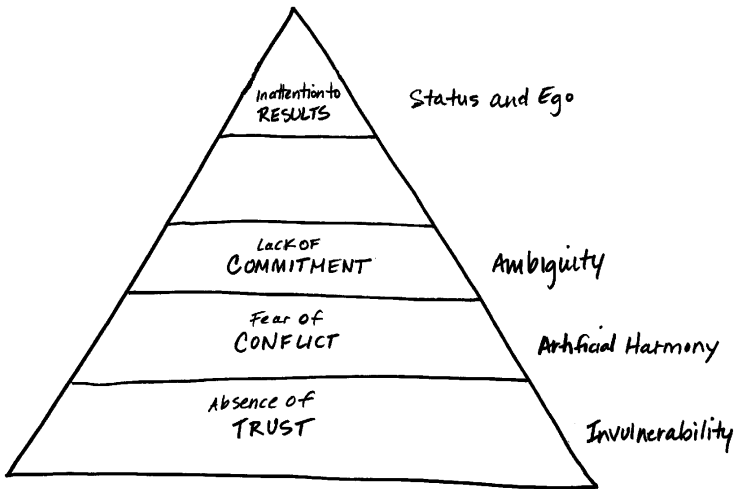 Inattention to
RESULTS
Status and Ego
Lack of
COMMITMENT
Ambiguity
Fear of
CONFLICT
Artificial Harmony
Absence of
TRUST
Invulnerability